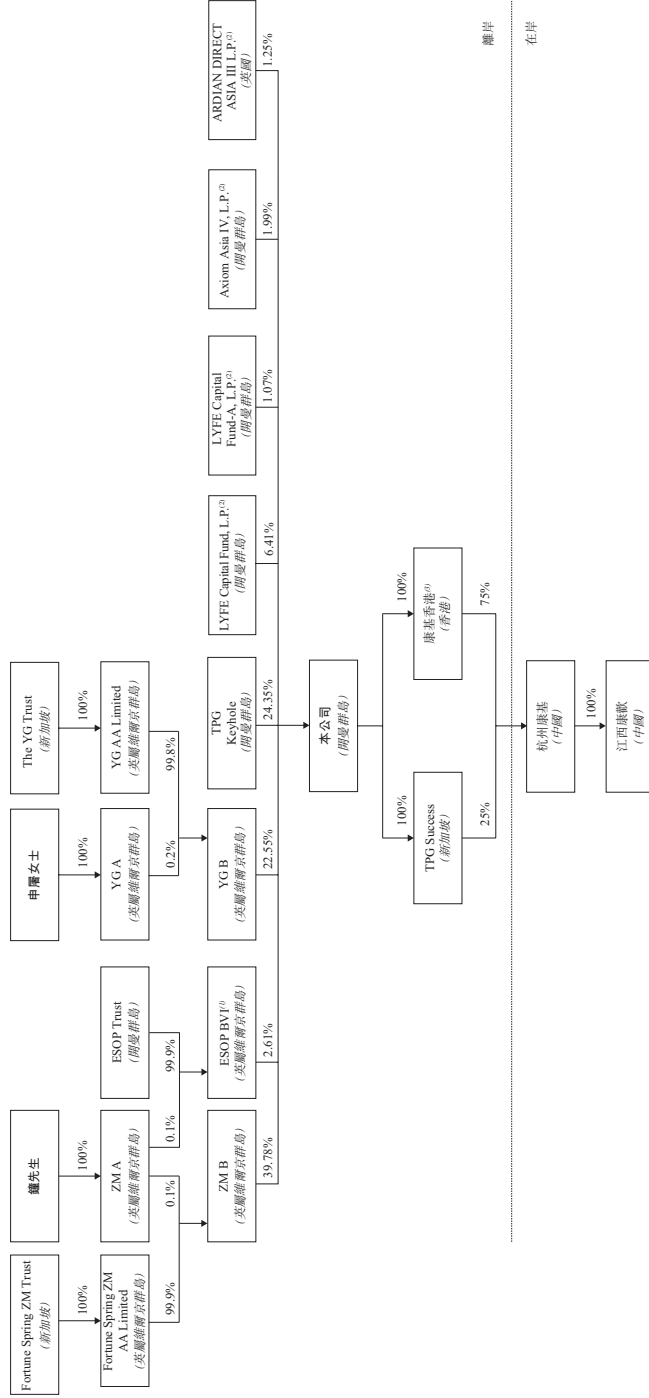 Fortune Spring ZM Trust
(新加坡)
鍾先生
申屠女士
The YG Trust
(新加坡)
100%
100%
100%
100%
Fortune Spring ZM
AA Limited
(英屬維爾京群島)
ZM A
(英屬維爾京群島)
ESOP Trust
(開曼群島)
YG A
(英屬維爾京群島)
YG AA Limited
(英屬維爾京群島)
99.9%
0.1%
0.1%
99.9%
0.2%
99.8%
ZM B
(英屬維爾京群島)
ESOP BVI(1)
(英屬維爾京群島)
YG B
(英屬維爾京群島)
TPG
Keyhole
(開曼群島)
LYFE Capital Fund, L.P.(2)
(開曼群島)
LYFE Capital
Fund-A, L.P.(2)
(開曼群島)
Axiom Asia IV, L.P.(2)
(開曼群島)
ARDIAN DIRECT
ASIA III L.P.(2)
(英國)
39.78%
2.61%
22.55%
24.35%
6.41%
1.07%
1.99%
1.25%
本公司
(開曼群島)
100%
100%
TPG Success
(新加坡)
康基香港(3)
(香港)
25%
75%
離岸
在岸
杭州康基
(中國)
100%
江西康歡
(中國)